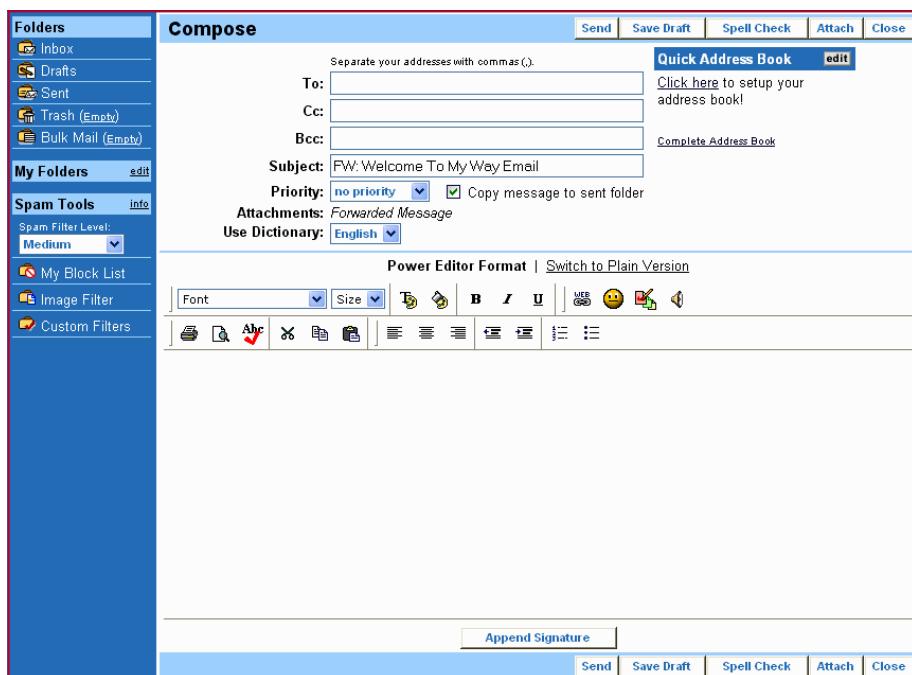 Folders
Inbox
Drafts
Sent
Trash (Empty)
Bulk Mail (Empty)
My Folders edit
Spam Tools info
Spam Filter Level:
Medium
My Block List
Image Filter
Custom Filters
Compose Send Save Draft Spell Check Attach Close
Separate your addresses with commas (,).
To:
Cc:
Bcc:
Subject: FW: Welcome To My Way Email
Priority: no priority Copy message to sent folder
Attachments: Forwarded Message
Use Dictionary: English
Quick Address Book edit
Click here to setup your
address book!
Complete Address Book
Power Editor Format | Switch to Plain Version
Font Size B I U WEB
Abc
Append Signature
Send Save Draft Spell Check Attach Close